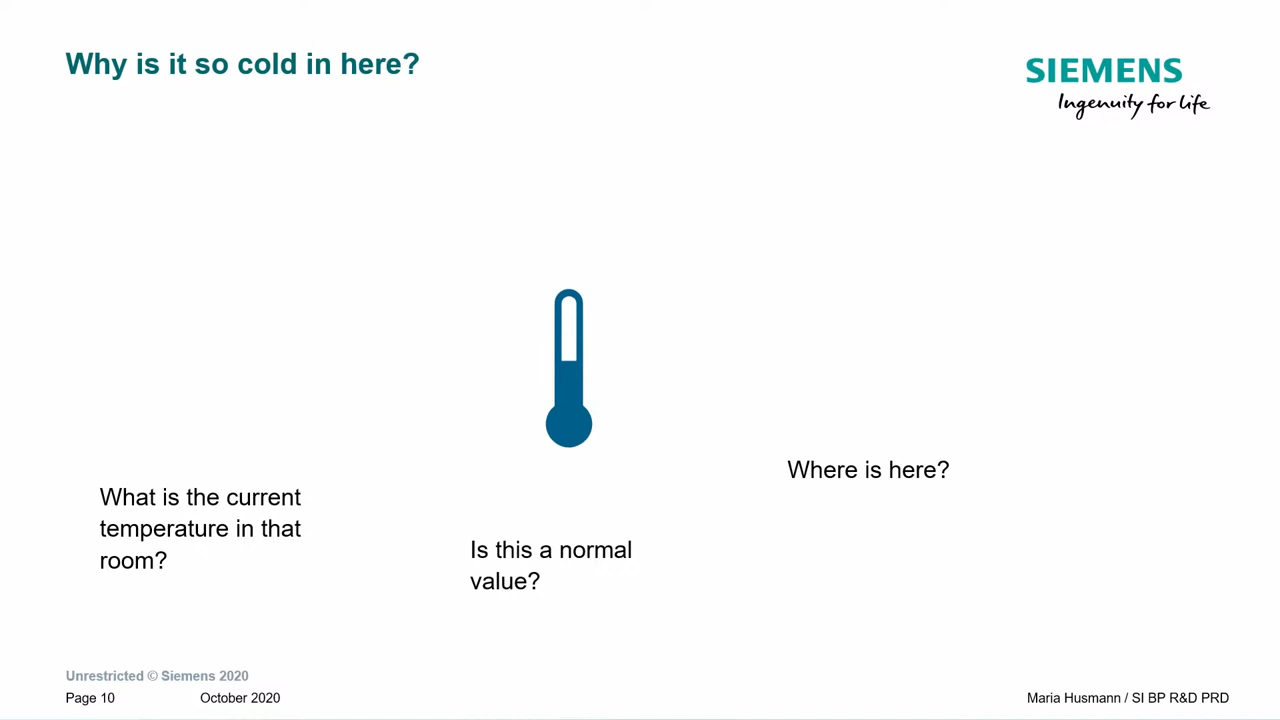 Why is it so cold in here?
SIEMENS
Ingenuity for life
Where is here?
What is the current
temperature in that
room?
Is this a normal
value?
Unrestricted © Siemens 2020
Page 10 October 2020 Maria Husmann / SI BP R&D PRD